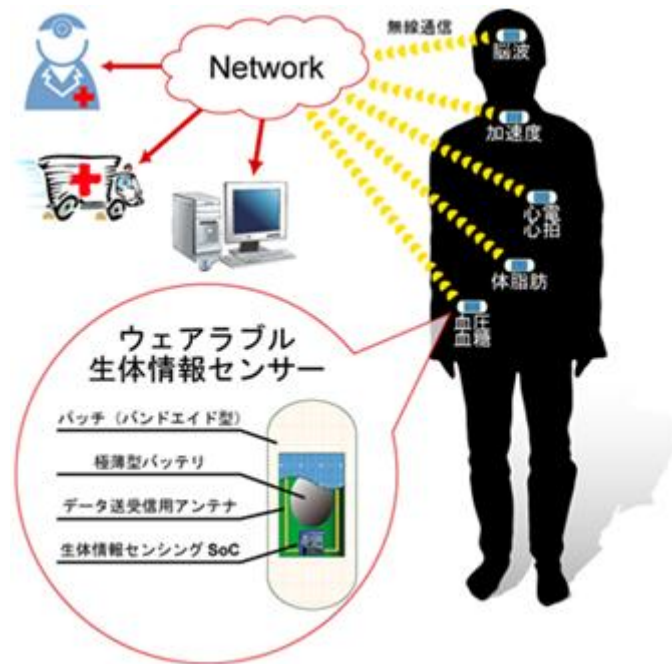 無線通信
脳波
Network
加速度
心電
心拍
体脂肪
血圧
血糖
ウェアラブル
生体情報センサー
パッチ（バンドエイド型）
極薄型バッテリ
データ送受信用アンテナ
生体情報センシング SoC